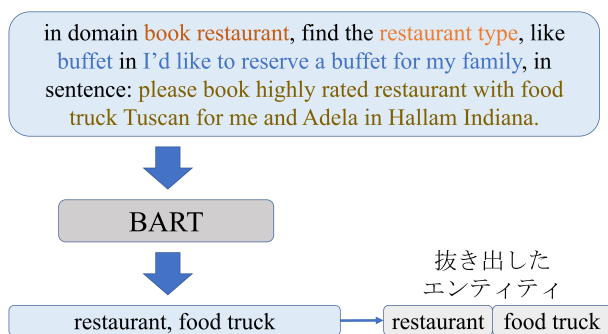 in domain book restaurant, find the restaurant type, like
buffet in I’d like to reserve a buffet for my family, in
sentence: please book highly rated restaurant with food
truck Tuscan for me and Adela in Hallam Indiana.
BART
抜き出した
エンティティ
restaurant, food truck
restaurant
food truck